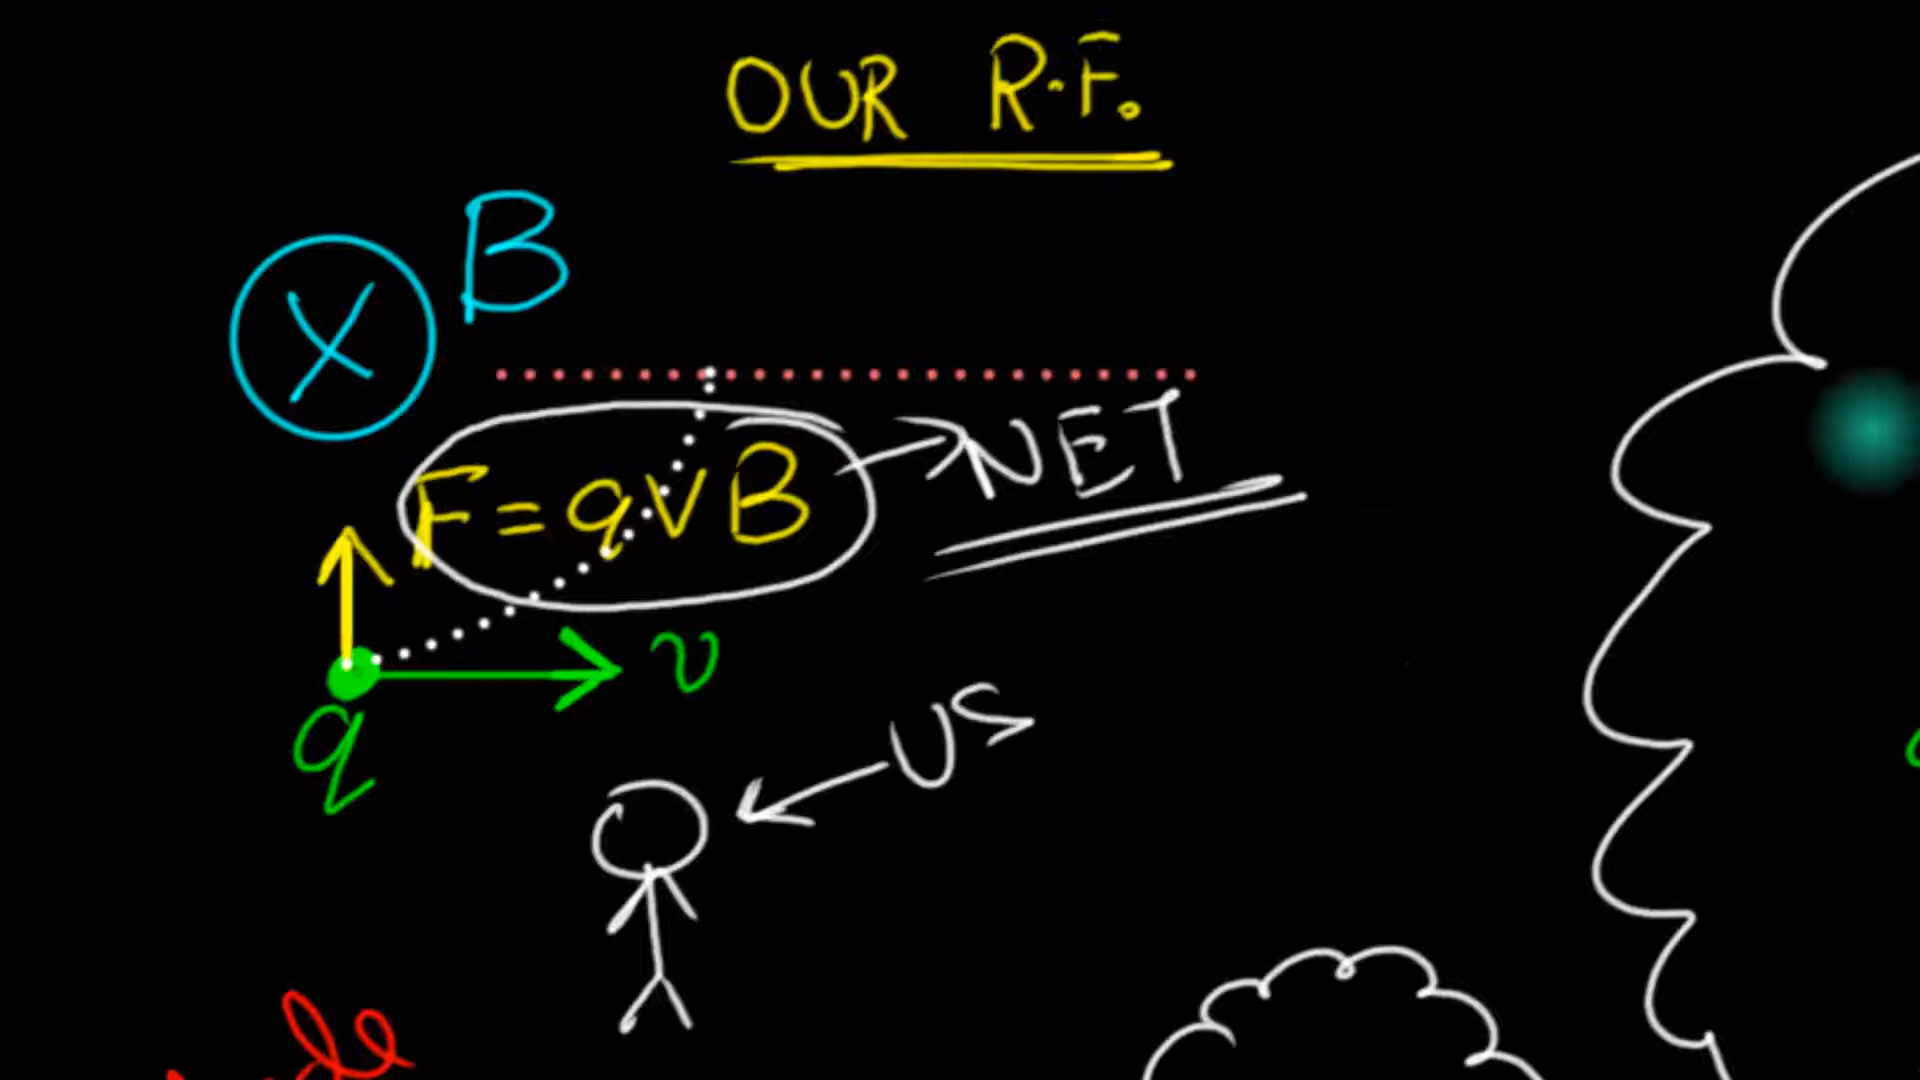 OUR R.F.
B
X
F = qvB → NET
v
q
US